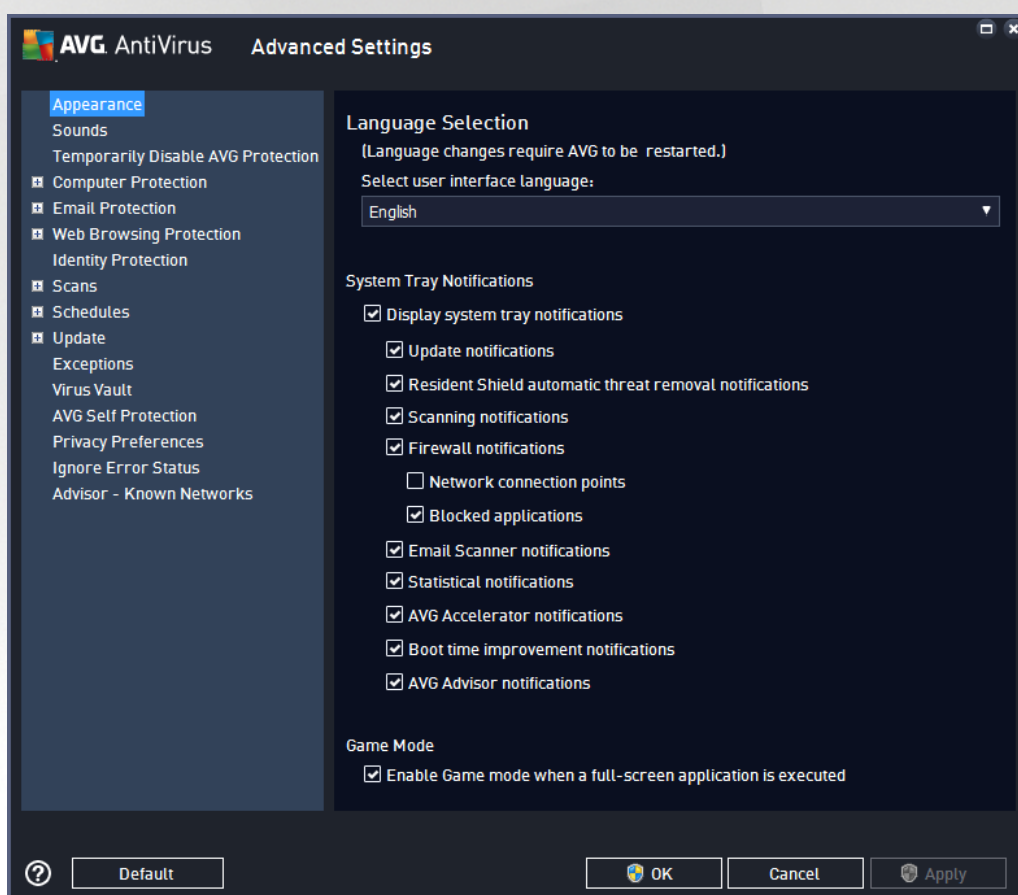 AVG. AntiVirus Advanced Settings
Appearance
Sounds
Temporarily Disable AVG Protection
Computer Protection
Email Protection
Web Browsing Protection
Identity Protection
Scans
Schedules
Update
Exceptions
Virus Vault
AVG Self Protection
Privacy Preferences
Ignore Error Status
Advisor - Known Networks
Language Selection
(Language changes require AVG to be restarted.)
Select user interface language:
English
System Tray Notifications
Display system tray notifications
Update notifications
Resident Shield automatic threat removal notifications
Scanning notifications
Firewall notifications
Network connection points
Blocked applications
Email Scanner notifications
Statistical notifications
AVG Accelerator notifications
Boot time improvement notifications
AVG Advisor notifications
Game Mode
Enable Game mode when a full-screen application is executed
? Default OK Cancel Apply